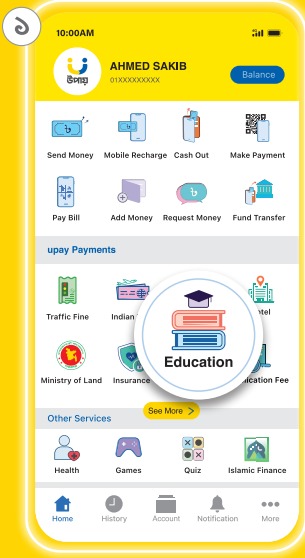 ১
10:00AM
উপায়
AHMED SAKIB
01XXXXXXXXX
Balance
Send Money Mobile Recharge Cash Out Make Payment
Pay Bill Add Money Request Money Fund Transfer
upay Payments
Traffic Fine Indian
Education
Ministry of Land Insurance Fee
See More >
Other Services
Health Games Quiz Islamic Finance
Home History Account Notification More